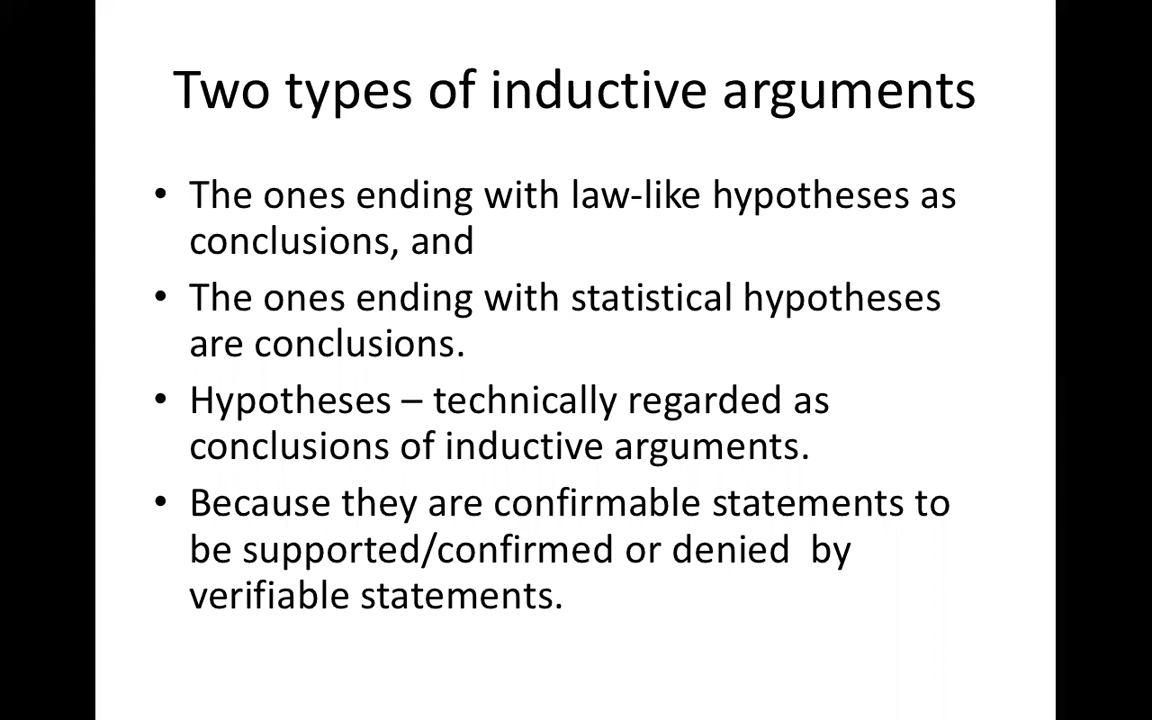 Two types of inductive arguments
• The ones ending with law-like hypotheses as
conclusions, and
• The ones ending with statistical hypotheses
are conclusions.
• Hypotheses – technically regarded as
conclusions of inductive arguments.
• Because they are confirmable statements to
be supported/confirmed or denied  by
verifiable statements.